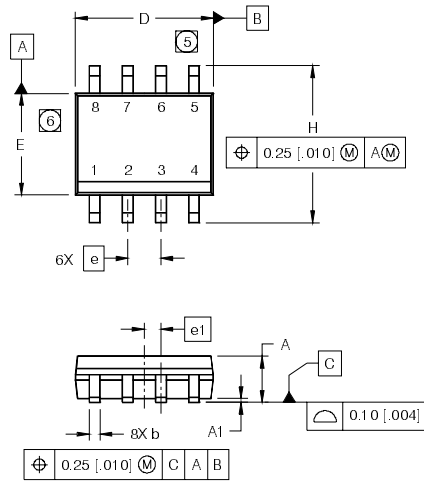 D
B
5
A
8 7 6 5
6
E
H
1 2 3 4
⌖ 0.25 [.010] Ⓜ A Ⓜ
6X e
e1
A
C
A1
⌓ 0.10 [.004]
8X b
⌖ 0.25 [.010] Ⓜ C A B